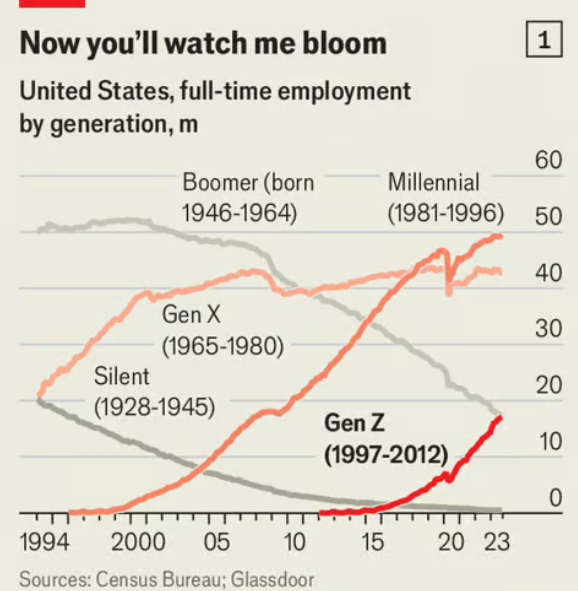 Now you'll watch me bloom
1
United States, full-time employment
by generation, m
60
Boomer (born
1946-1964)
Millennial
(1981-1996)
50
40
Gen X
(1965-1980)
30
Silent
(1928-1945)
20
Gen Z
(1997-2012)
10
0
1994 2000 05 10 15 20 23
Sources: Census Bureau; Glassdoor